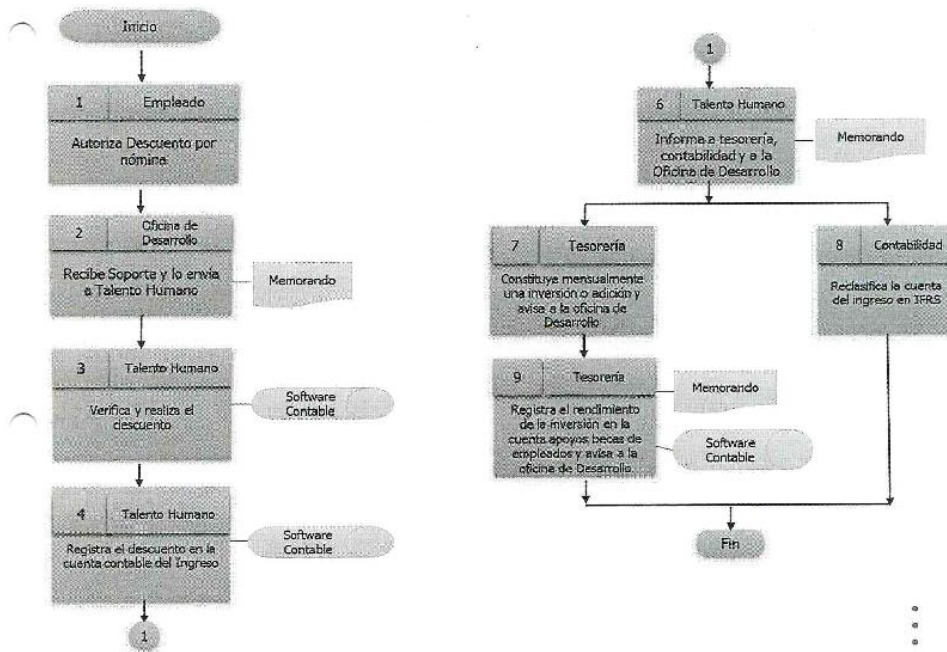 Inicio
1 Empleado
Autoriza Descuento por
nómina
2 Oficina de
Desarrollo
Recibe Soporte y lo envía
a Talento Humano
Memorando
3 Talento Humano
Verifica y realiza el
descuento
Software
Contable
4 Talento Humano
Registra el descuento en la
cuenta contable del Ingreso
Software
Contable
1
1
6 Talento Humano
Informa a tesorería,
contabilidad y a la
Oficina de Desarrollo
Memorando
7 Tesorería
Constituye mensualmente
una inversión o adición y
avisa a la oficina de
Desarrollo
8 Contabilidad
Reclasifica la cuenta
del ingreso en IFRS
9 Tesorería
Registra el rendimiento
de la inversión en la
cuenta apoyos becas de
empleados y avisa a la
oficina de Desarrollo
Memorando
Software
Contable
Fin